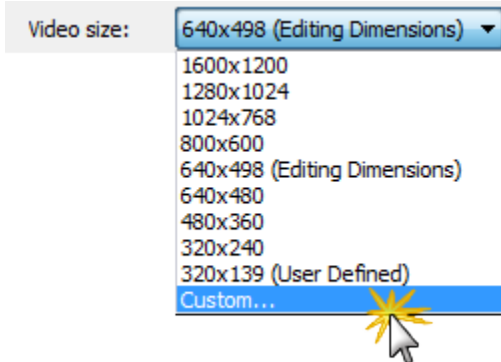 Video size: 640x498 (Editing Dimensions)
1600x1200
1280x1024
1024x768
800x600
640x498 (Editing Dimensions)
640x480
480x360
320x240
320x139 (User Defined)
Custom...